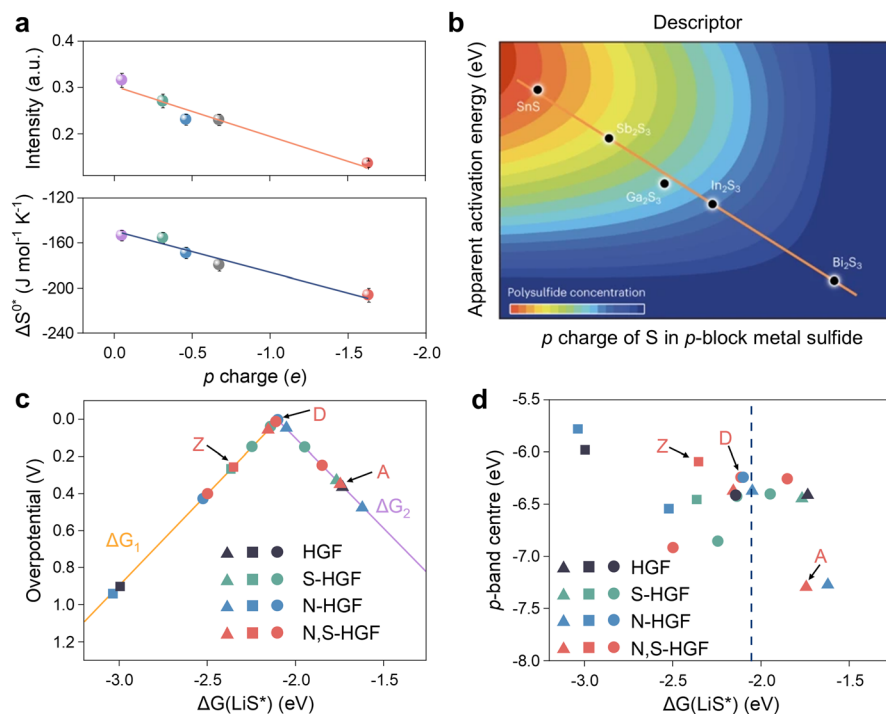 a
Intensity (a.u.)
0.4
0.3
0.2
ΔS⁰* (J mol⁻¹ K⁻¹)
-120
-160
-200
-240
0.0 -0.5 -1.0 -1.5 -2.0
p charge (e)
b
Descriptor
Apparent activation energy (eV)
SnS
Sb₂S₃
Ga₂S₃
In₂S₃
Bi₂S₃
Polysulfide concentration
p charge of S in p-block metal sulfide
c
Overpotential (V)
0.0
0.2
0.4
0.6
0.8
1.0
1.2
D
Z
A
ΔG₁
ΔG₂
HGF
S-HGF
N-HGF
N,S-HGF
-3.0 -2.5 -2.0 -1.5
ΔG(LiS*) (eV)
d
p-band centre (eV)
-5.5
-6.0
-6.5
-7.0
-7.5
-8.0
Z
D
A
HGF
S-HGF
N-HGF
N,S-HGF
-3.0 -2.5 -2.0 -1.5
ΔG(LiS*) (eV)